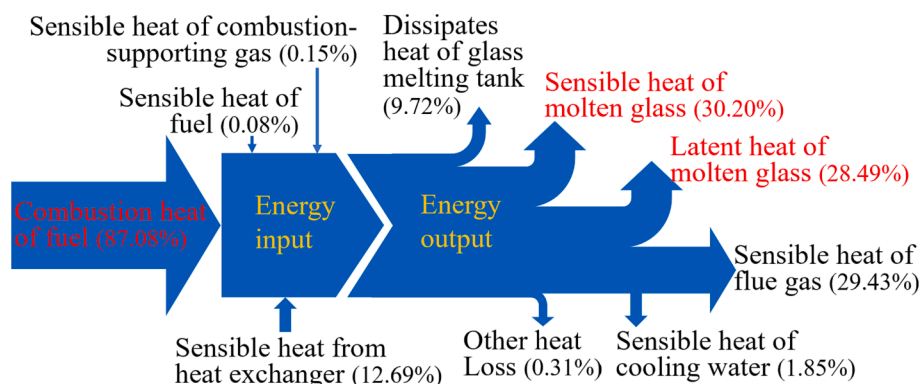 Sensible heat of combustion-
supporting gas (0.15%)
Sensible heat of
fuel (0.08%)
Combustion heat
of fuel (87.08%)
Energy
input
Sensible heat from
heat exchanger (12.69%)
Dissipates
heat of glass
melting tank
(9.72%)
Energy
output
Sensible heat of
molten glass (30.20%)
Latent heat of
molten glass (28.49%)
Sensible heat of
flue gas (29.43%)
Other heat
Loss (0.31%)
Sensible heat of
cooling water (1.85%)